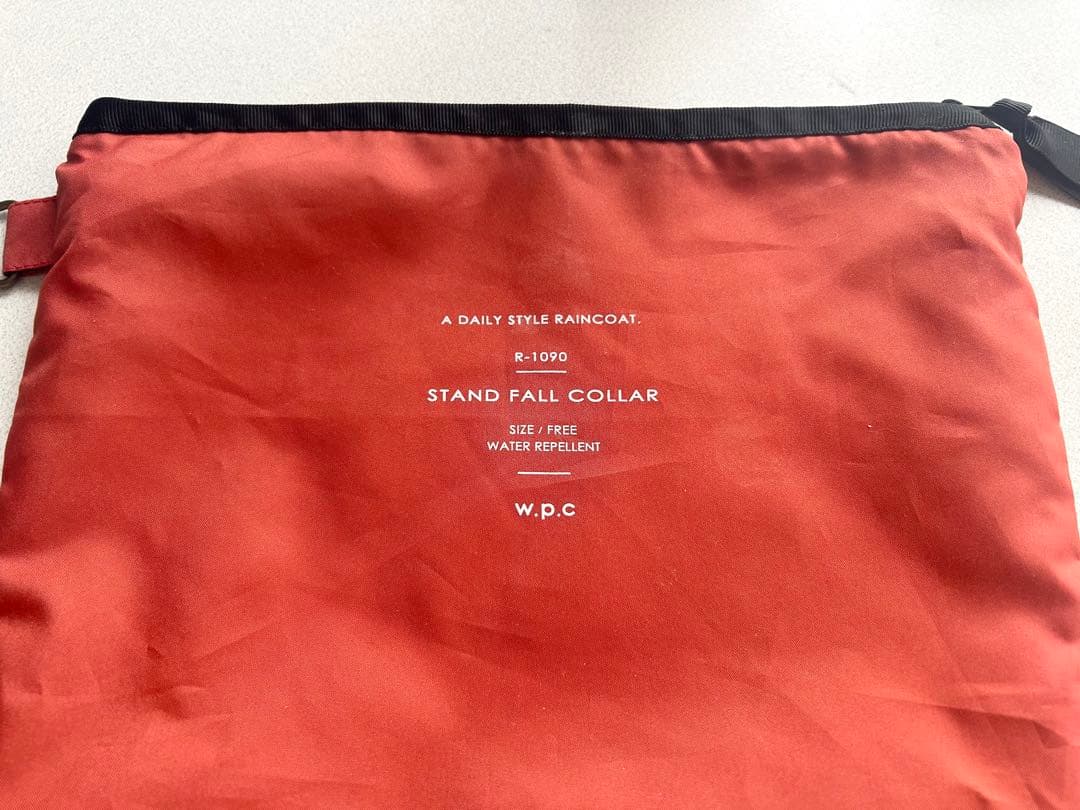 A DAILY STYLE RAINCOAT.
R-1090
STAND FALL COLLAR
SIZE / FREE
WATER REPELLENT
w.p.c